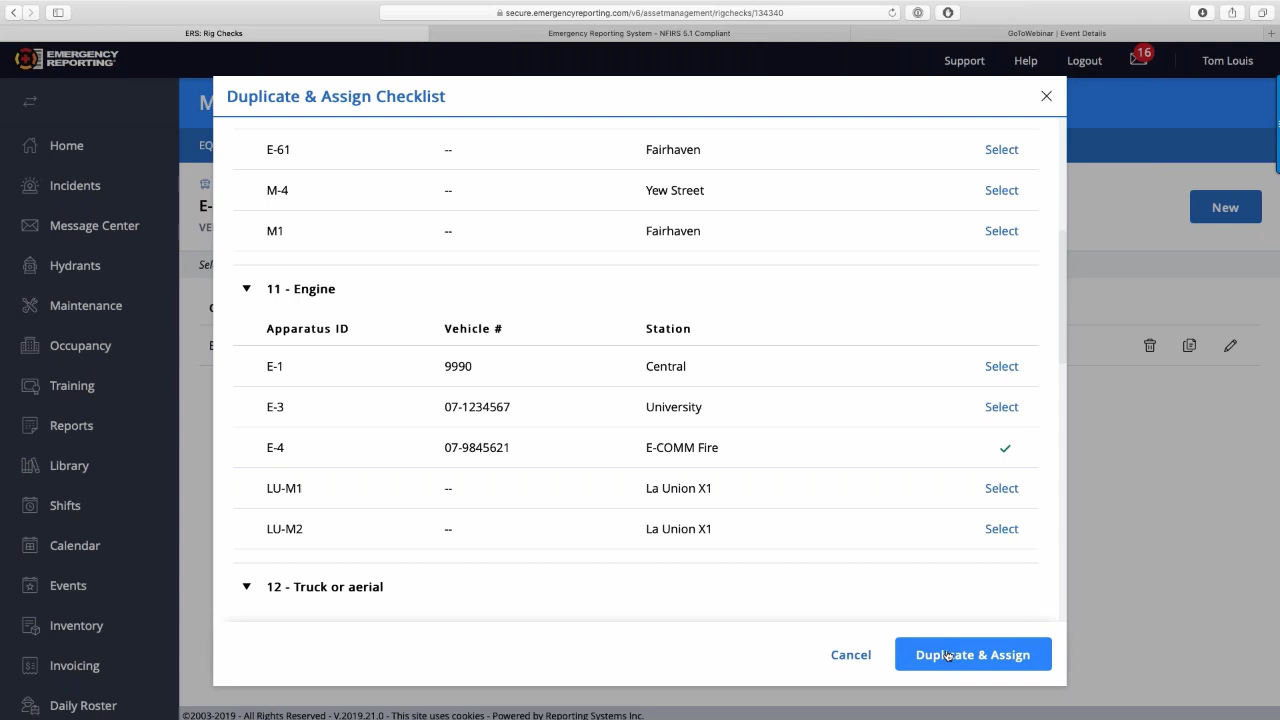 secure.emergencyreporting.com/v6/assetmanagement/rigchecks/134340
ERS: Rig Checks
Emergency Reporting System - NFIRS 5.1 Compliant
GoToWebinar | Event Details
EMERGENCY
REPORTING
Support
Help
Logout
16
Tom Louis
Home
Incidents
Message Center
Hydrants
Maintenance
Occupancy
Training
Reports
Library
Shifts
Calendar
Events
Inventory
Invoicing
Daily Roster
M
EQ
E-
VE
Sel
New
Duplicate & Assign Checklist
E-61 -- Fairhaven Select
M-4 -- Yew Street Select
M1 -- Fairhaven Select
11 - Engine
Apparatus ID Vehicle # Station
E-1 9990 Central Select
E-3 07-1234567 University Select
E-4 07-9845621 E-COMM Fire
LU-M1 -- La Union X1 Select
LU-M2 -- La Union X1 Select
12 - Truck or aerial
Cancel
Duplicate & Assign
©2003-2019 - All Rights Reserved - V.2019.21.0 - This site uses cookies - Powered by Reporting Systems Inc.